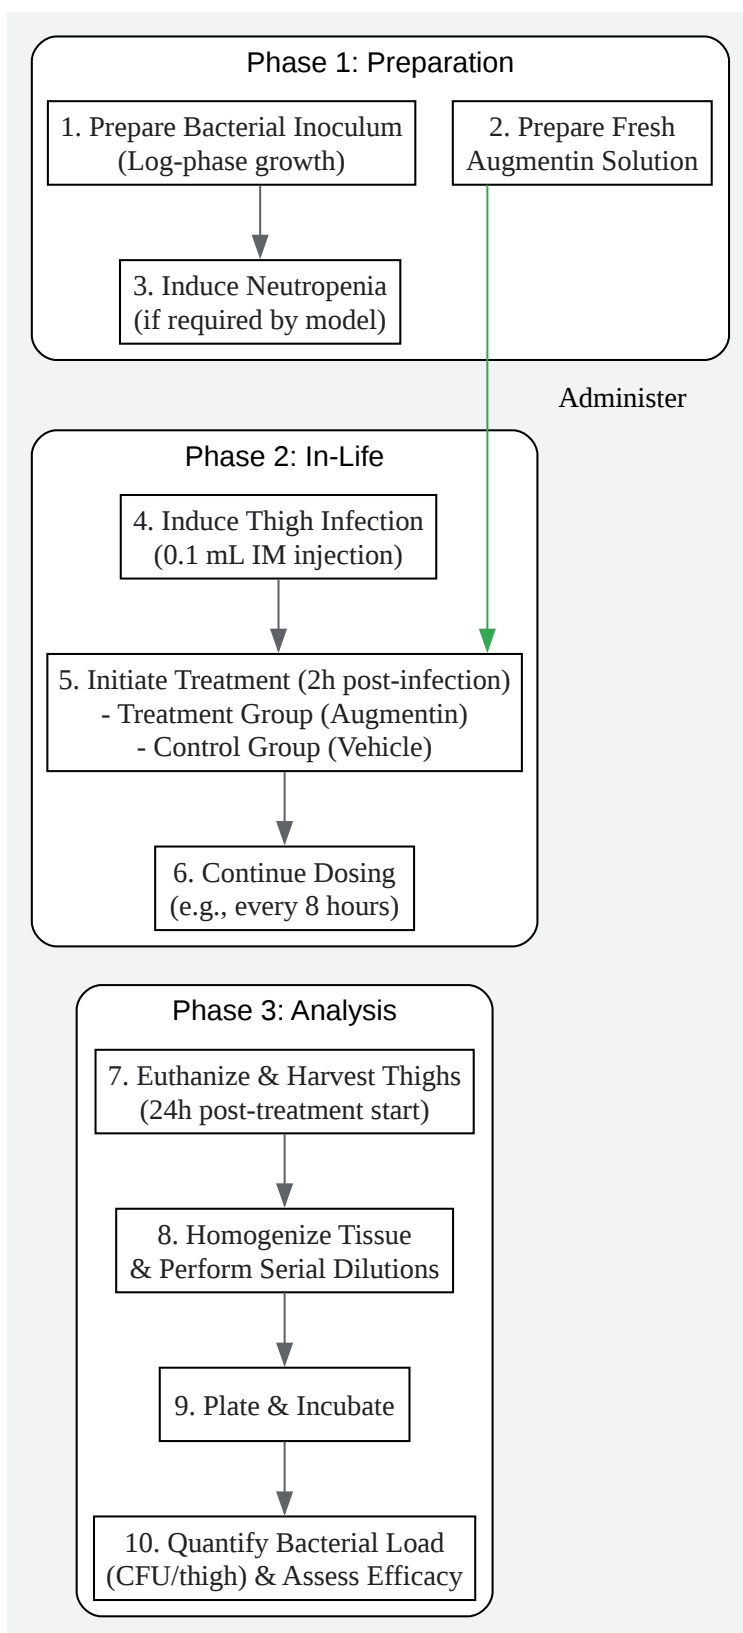 Phase 1: Preparation
1. Prepare Bacterial Inoculum
(Log-phase growth)
2. Prepare Fresh
Augmentin Solution
3. Induce Neutropenia
(if required by model)
Administer
Phase 2: In-Life
4. Induce Thigh Infection
(0.1 mL IM injection)
5. Initiate Treatment (2h post-infection)
- Treatment Group (Augmentin)
- Control Group (Vehicle)
6. Continue Dosing
(e.g., every 8 hours)
Phase 3: Analysis
7. Euthanize & Harvest Thighs
(24h post-treatment start)
8. Homogenize Tissue
& Perform Serial Dilutions
9. Plate & Incubate
10. Quantify Bacterial Load
(CFU/thigh) & Assess Efficacy